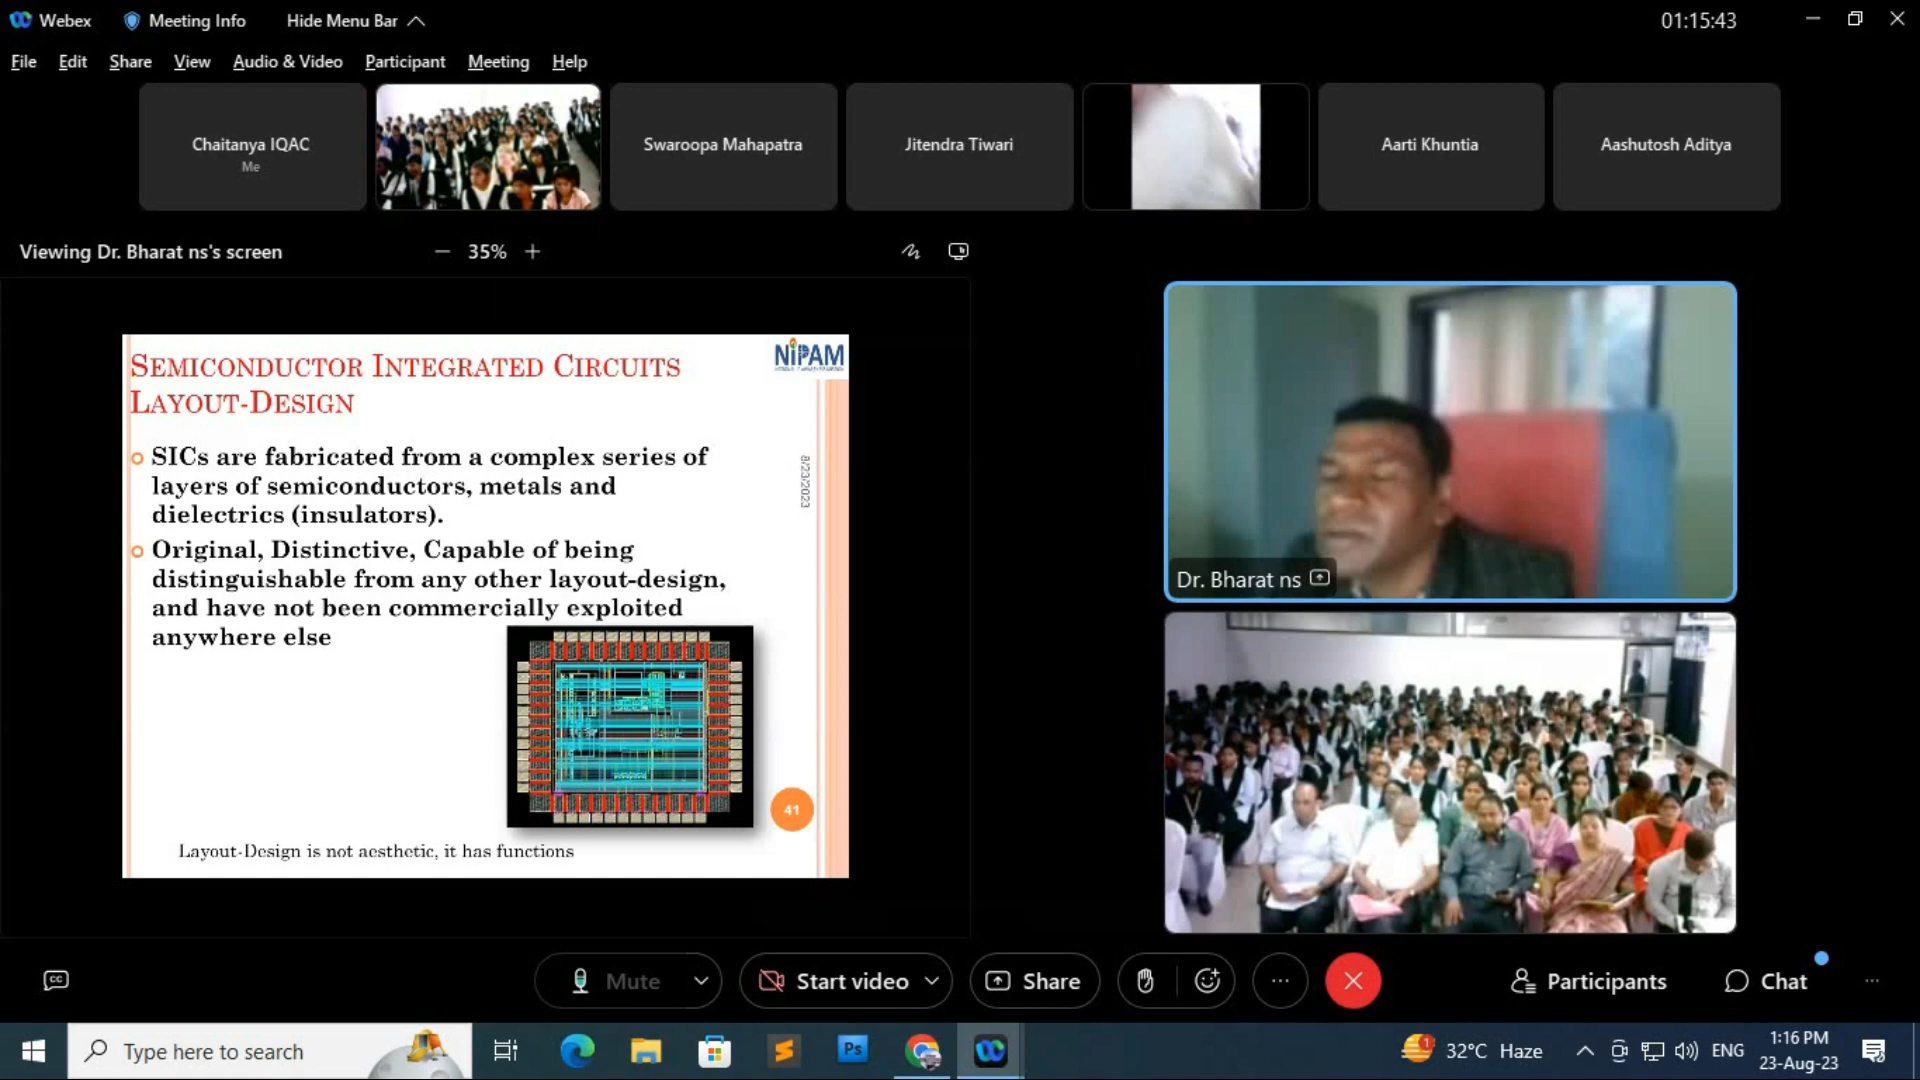 Webex
Meeting Info
Hide Menu Bar
01:15:43
File
Edit
Share
View
Audio & Video
Participant
Meeting
Help
Chaitanya IQAC
Me
Swaroopa Mahapatra
Jitendra Tiwari
Aarti Khuntia
Aashutosh Aditya
Viewing Dr. Bharat ns's screen
35%
SEMICONDUCTOR INTEGRATED CIRCUITS
LAYOUT-DESIGN
NIPAM
SICs are fabricated from a complex series of
layers of semiconductors, metals and
dielectrics (insulators).
8/23/2023
Original, Distinctive, Capable of being
distinguishable from any other layout-design,
and have not been commercially exploited
anywhere else
41
Layout-Design is not aesthetic, it has functions
Dr. Bharat ns
CC
Mute
Start video
Share
Participants
Chat
Type here to search
Ps
1
32°C Haze
ENG
1:16 PM
23-Aug-23